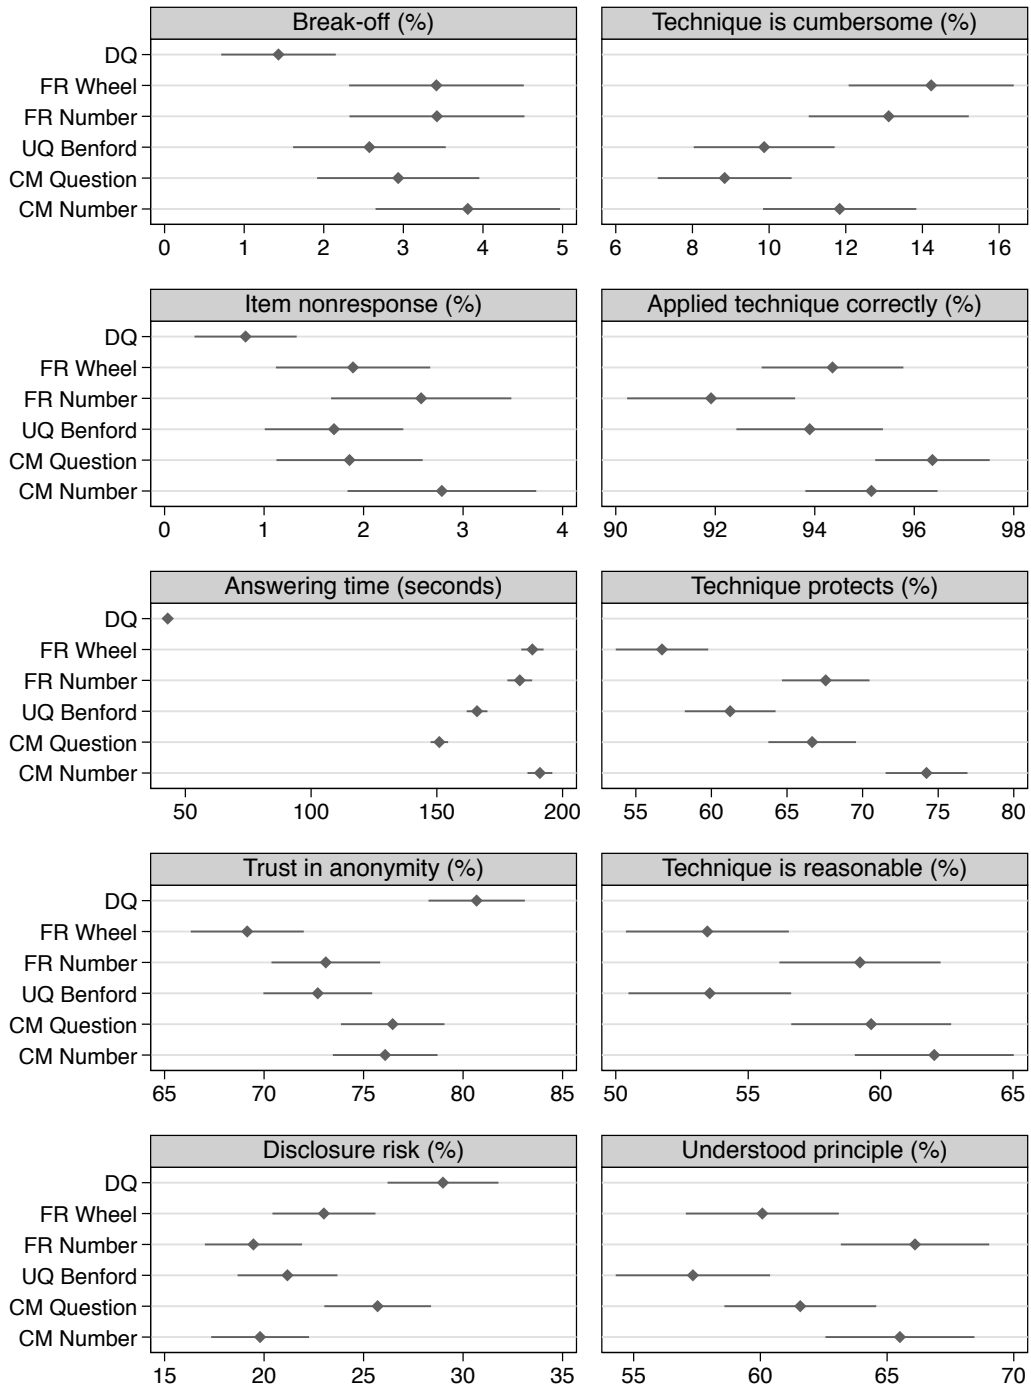 Break-off (%)
Technique is cumbersome (%)
DQ
FR Wheel
FR Number
UQ Benford
CM Question
CM Number
0 1 2 3 4 5
6 8 10 12 14 16
Item nonresponse (%)
Applied technique correctly (%)
DQ
FR Wheel
FR Number
UQ Benford
CM Question
CM Number
0 1 2 3 4
90 92 94 96 98
Answering time (seconds)
Technique protects (%)
DQ
FR Wheel
FR Number
UQ Benford
CM Question
CM Number
50 100 150 200
55 60 65 70 75 80
Trust in anonymity (%)
Technique is reasonable (%)
DQ
FR Wheel
FR Number
UQ Benford
CM Question
CM Number
65 70 75 80 85
50 55 60 65
Disclosure risk (%)
Understood principle (%)
DQ
FR Wheel
FR Number
UQ Benford
CM Question
CM Number
15 20 25 30 35
55 60 65 70